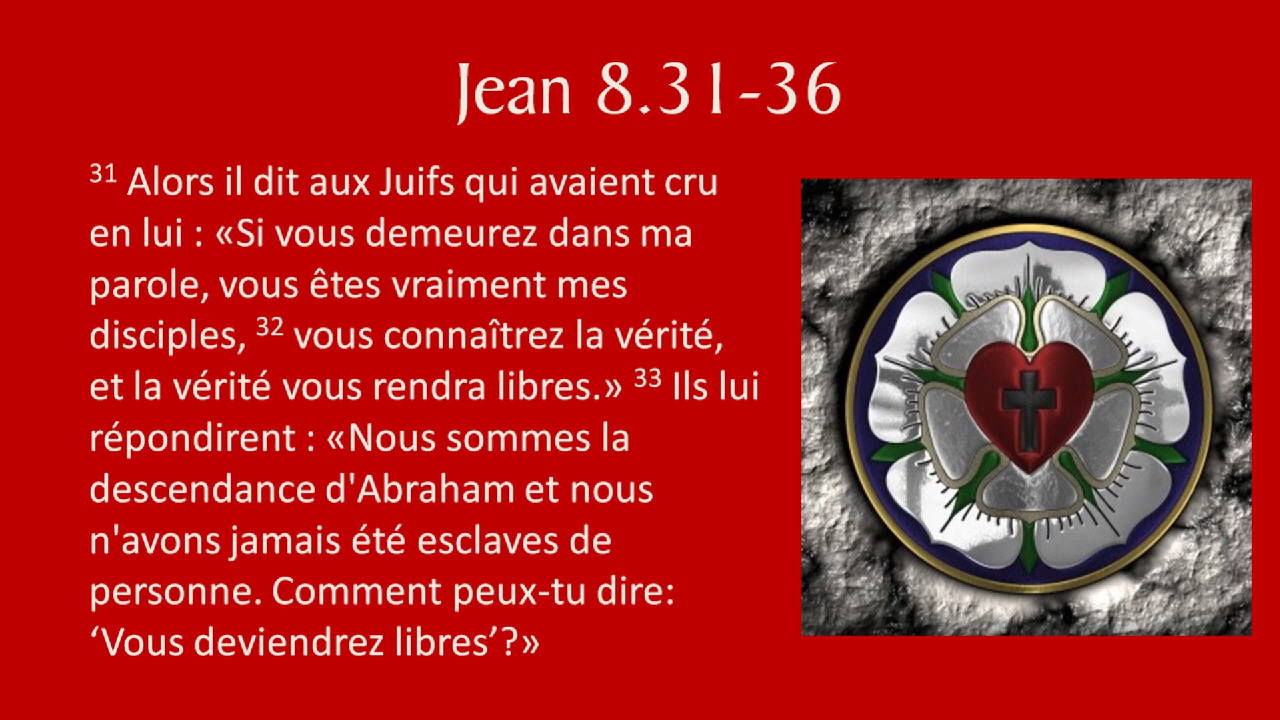 Jean 8.31-36
31 Alors il dit aux Juifs qui avaient cru
en lui : «Si vous demeurez dans ma
parole, vous êtes vraiment mes
disciples, 32 vous connaîtrez la vérité,
et la vérité vous rendra libres.» 33 Ils lui
répondirent : «Nous sommes la
descendance d'Abraham et nous
n'avons jamais été esclaves de
personne. Comment peux-tu dire:
‘Vous deviendrez libres’?»